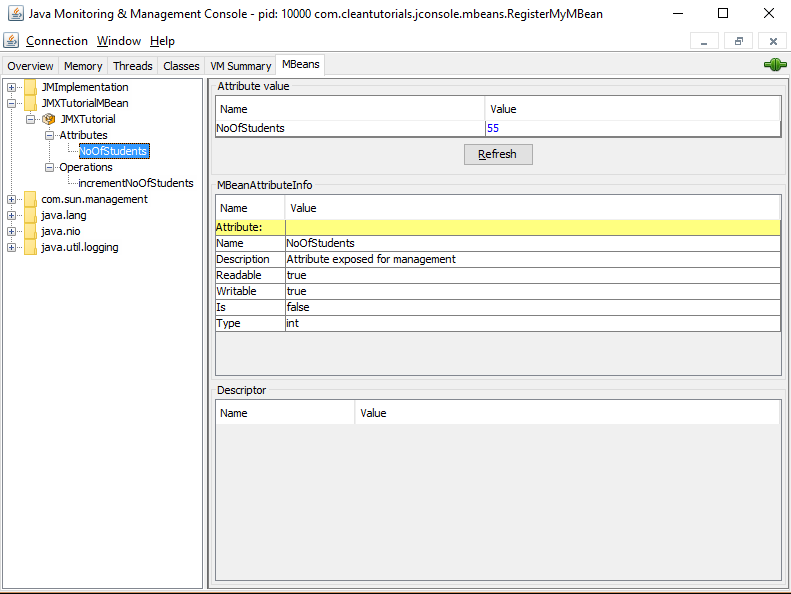 Java Monitoring & Management Console - pid: 10000 com.cleantutorials.jconsole.mbeans.RegisterMyMBean
Connection Window Help
Overview Memory Threads Classes VM Summary MBeans
JMImplementation
JMXTutorialMBean
JMXTutorial
Attributes
NoOfStudents
Operations
incrementNoOfStudents
com.sun.management
java.lang
java.nio
java.util.logging
Attribute value
Name Value
NoOfStudents 55
Refresh
MBeanAttributeInfo
Name Value
Attribute:
Name NoOfStudents
Description Attribute exposed for management
Readable true
Writable true
Is false
Type int
Descriptor
Name Value